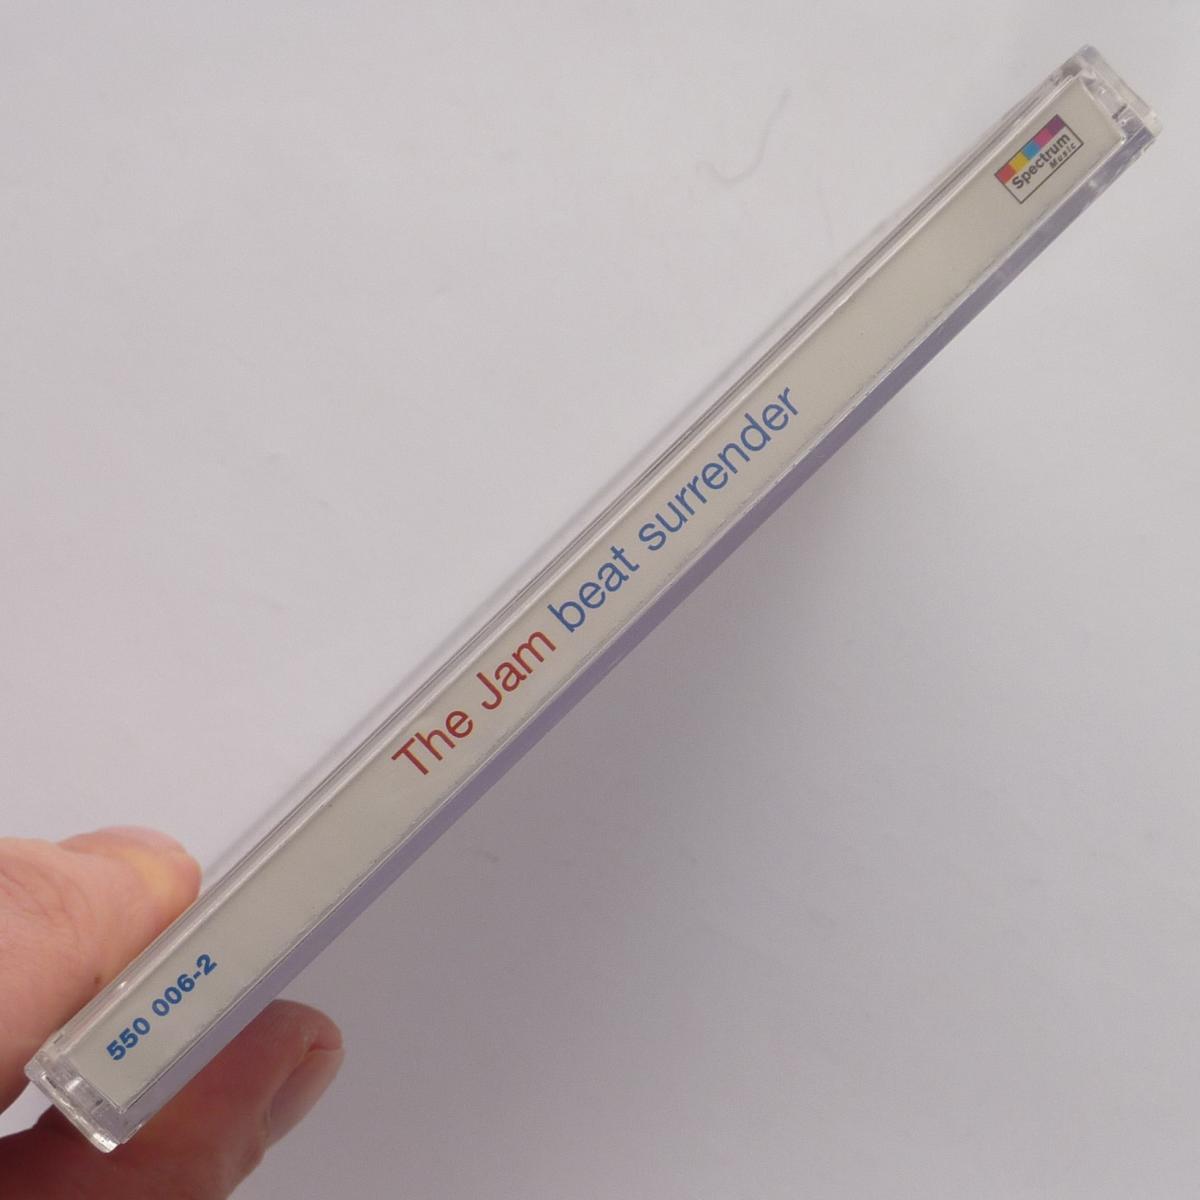 550 006-2
The Jam beat surrender
Spectrum
Music